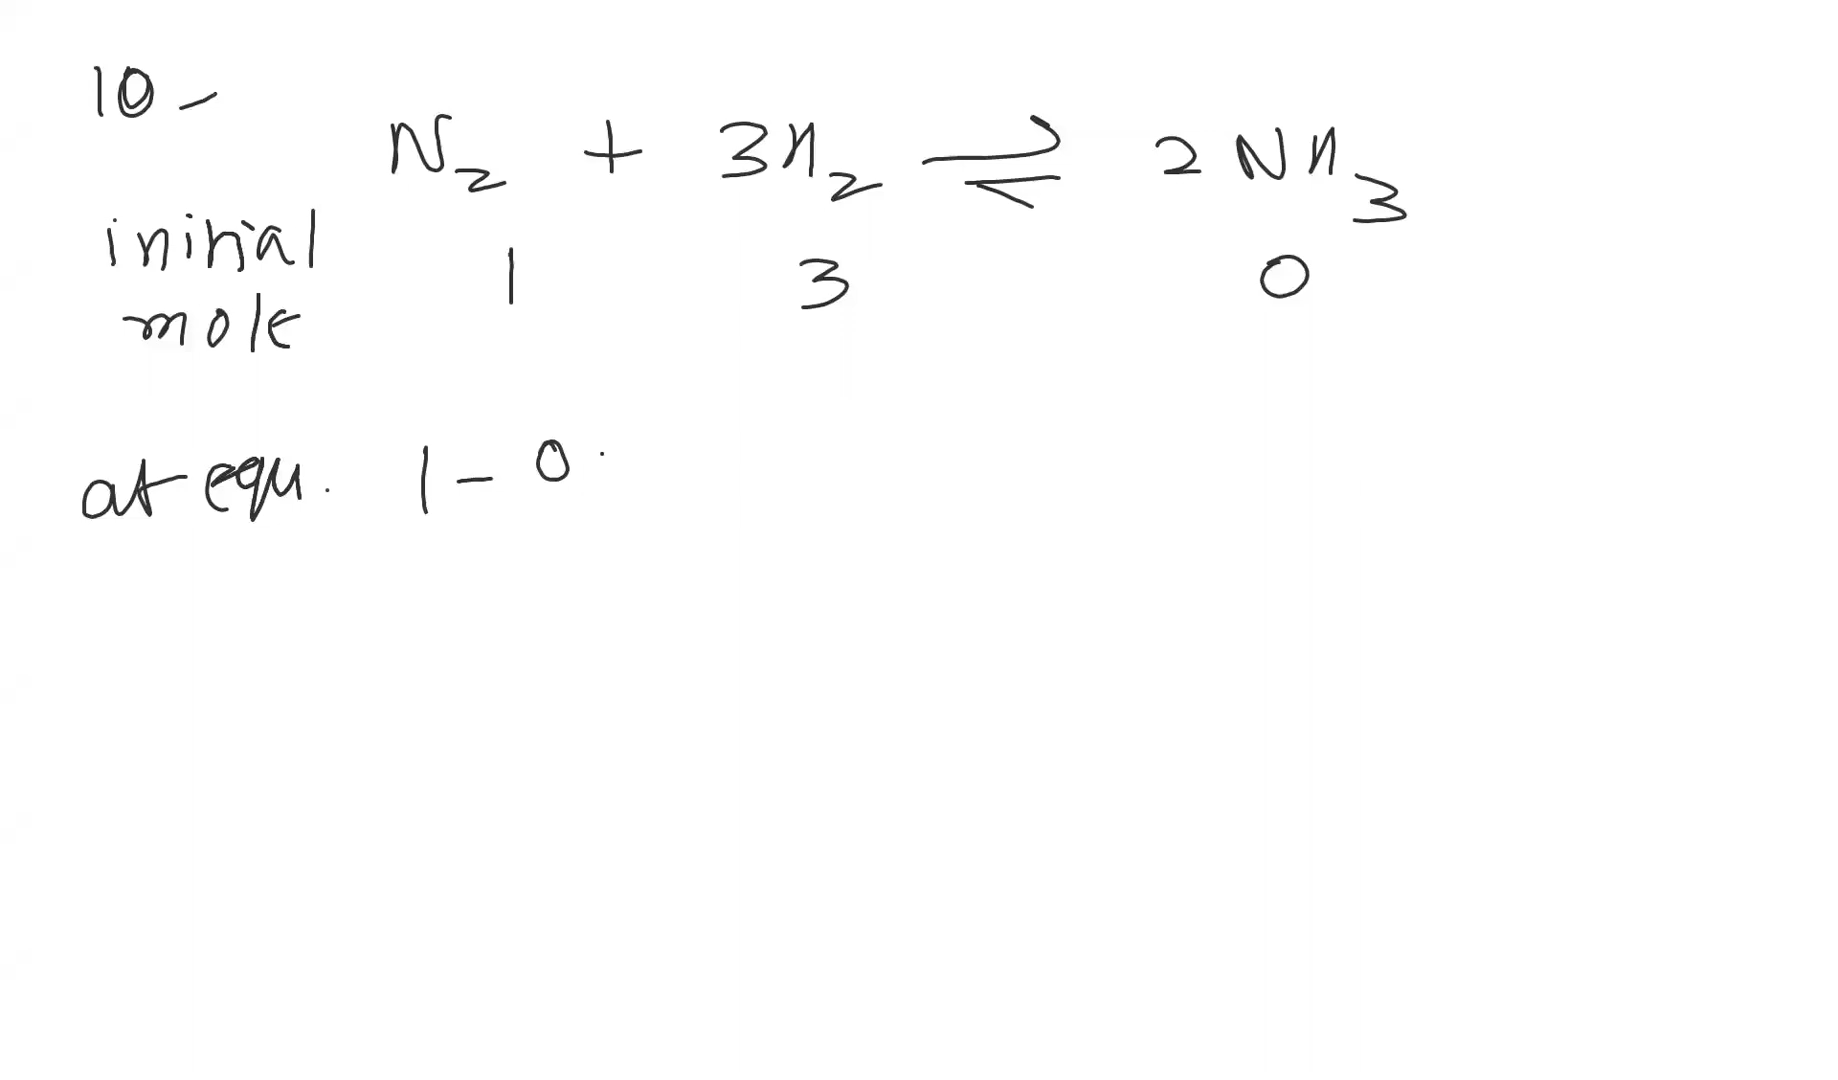 10 -
N₂ + 3H₂ ⇌ 2NH₃
initial 1 3 0
mole
at equ. 1 - 0.